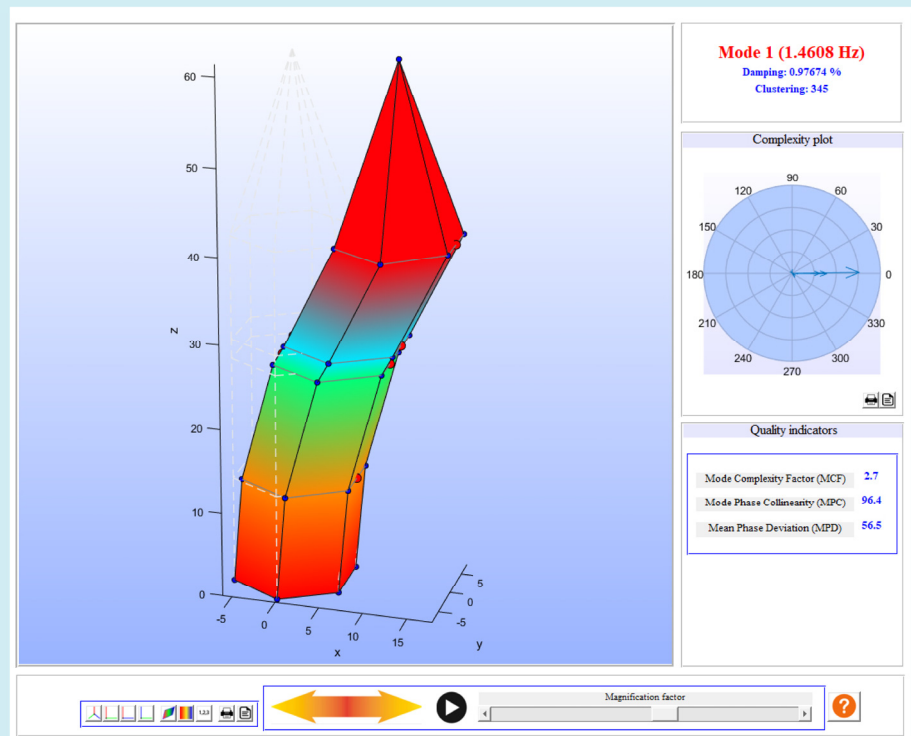 Mode 1 (1.4608 Hz)
Damping: 0.97674 %
Clustering: 345
Complexity plot
90
120 60
150 30
180 0
210 330
240 300
270
Quality indicators
Mode Complexity Factor (MCF) 2.7
Mode Phase Collinearity (MPC) 96.4
Mean Phase Deviation (MPD) 56.5
60
50
40
z
30
20
10
0
-5
0
5
10
15
x
5
0
-5
y
1,2,3
Magnification factor
?